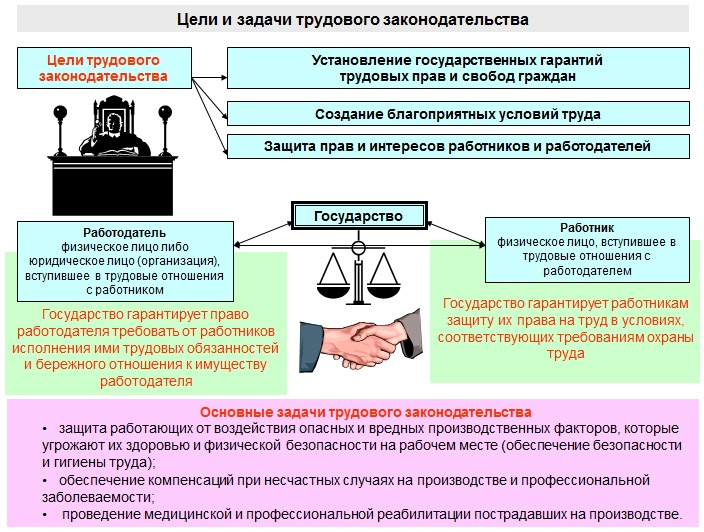 Цели и задачи трудового законодательства
Цели трудового
законодательства
Установление государственных гарантий
трудовых прав и свобод граждан
Создание благоприятных условий труда
Защита прав и интересов работников и работодателей
Государство
Работодатель
физическое лицо либо
юридическое лицо (организация),
вступившее в трудовые отношения
с работником
Работник
физическое лицо, вступившее в
трудовые отношения с
работодателем
Государство гарантирует право
работодателя требовать от работников
исполнения ими трудовых обязанностей
и бережного отношения к имуществу
работодателя
Государство гарантирует работникам
защиту их права на труд в условиях,
соответствующих требованиям охраны
труда
Основные задачи трудового законодательства
• защита работающих от воздействия опасных и вредных производственных факторов, которые
угрожают их здоровью и физической безопасности на рабочем месте (обеспечение безопасности
и гигиены труда);
• обеспечение компенсаций при несчастных случаях на производстве и профессиональной
заболеваемости;
• проведение медицинской и профессиональной реабилитации пострадавших на производстве.